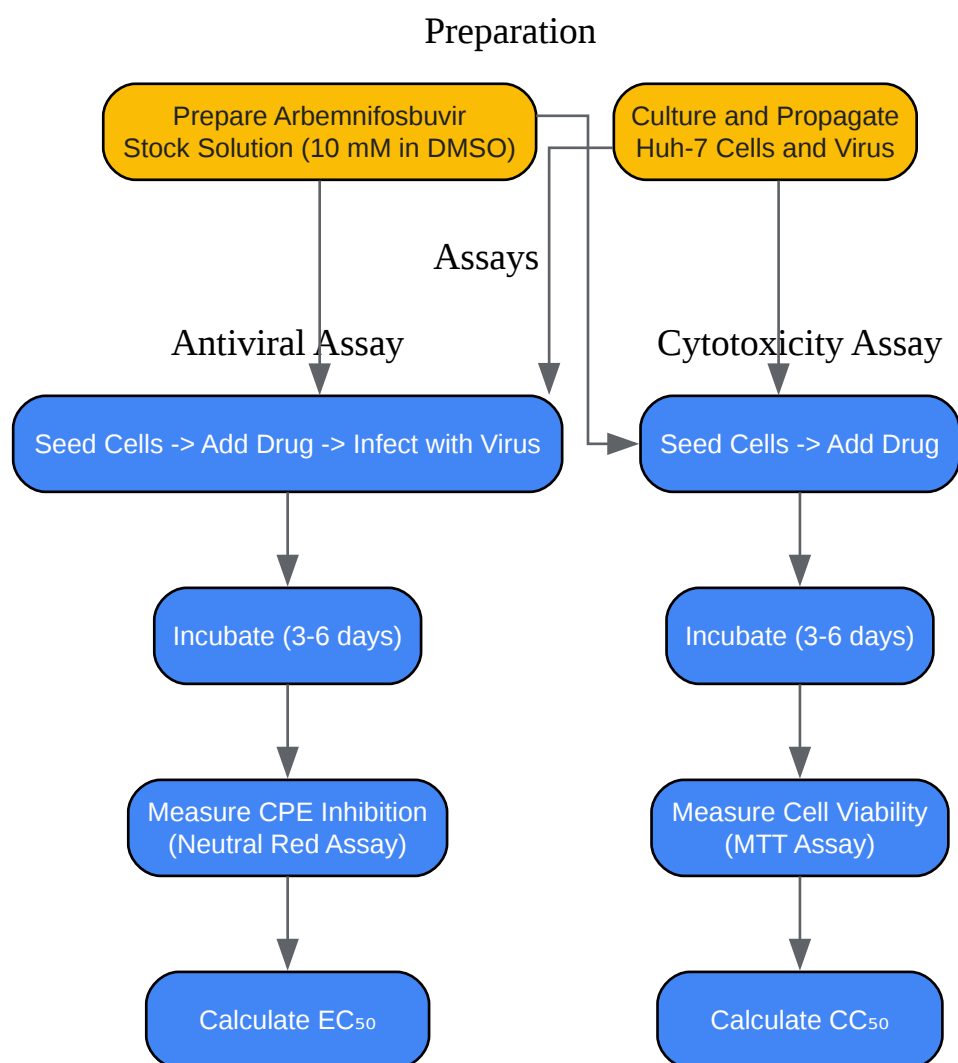 Preparation
Prepare Arbemnifosbuvir
Stock Solution (10 mM in DMSO)
Culture and Propagate
Huh-7 Cells and Virus
Assays
Antiviral Assay
Cytotoxicity Assay
Seed Cells -> Add Drug -> Infect with Virus
Seed Cells -> Add Drug
Incubate (3-6 days)
Incubate (3-6 days)
Measure CPE Inhibition
(Neutral Red Assay)
Measure Cell Viability
(MTT Assay)
Calculate EC₅₀
Calculate CC₅₀